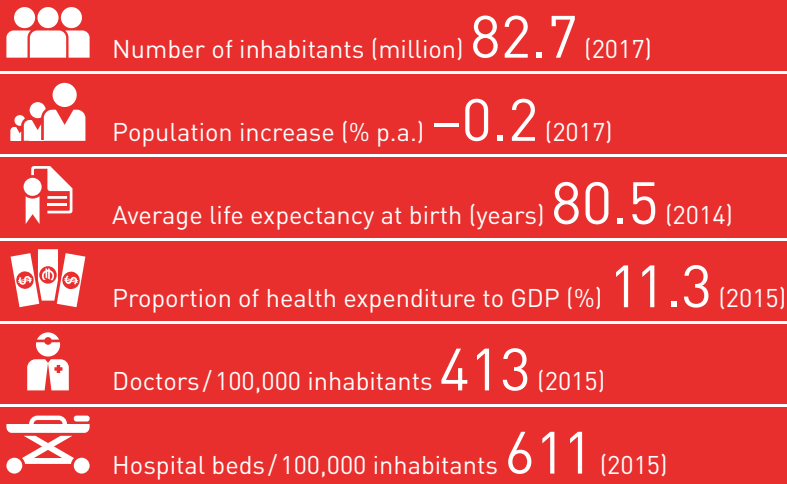 Number of inhabitants (million) 82.7 (2017)
Population increase (% p.a.) –0.2 (2017)
Average life expectancy at birth (years) 80.5 (2014)
Proportion of health expenditure to GDP (%) 11.3 (2015)
Doctors/100,000 inhabitants 413 (2015)
Hospital beds/100,000 inhabitants 611 (2015)